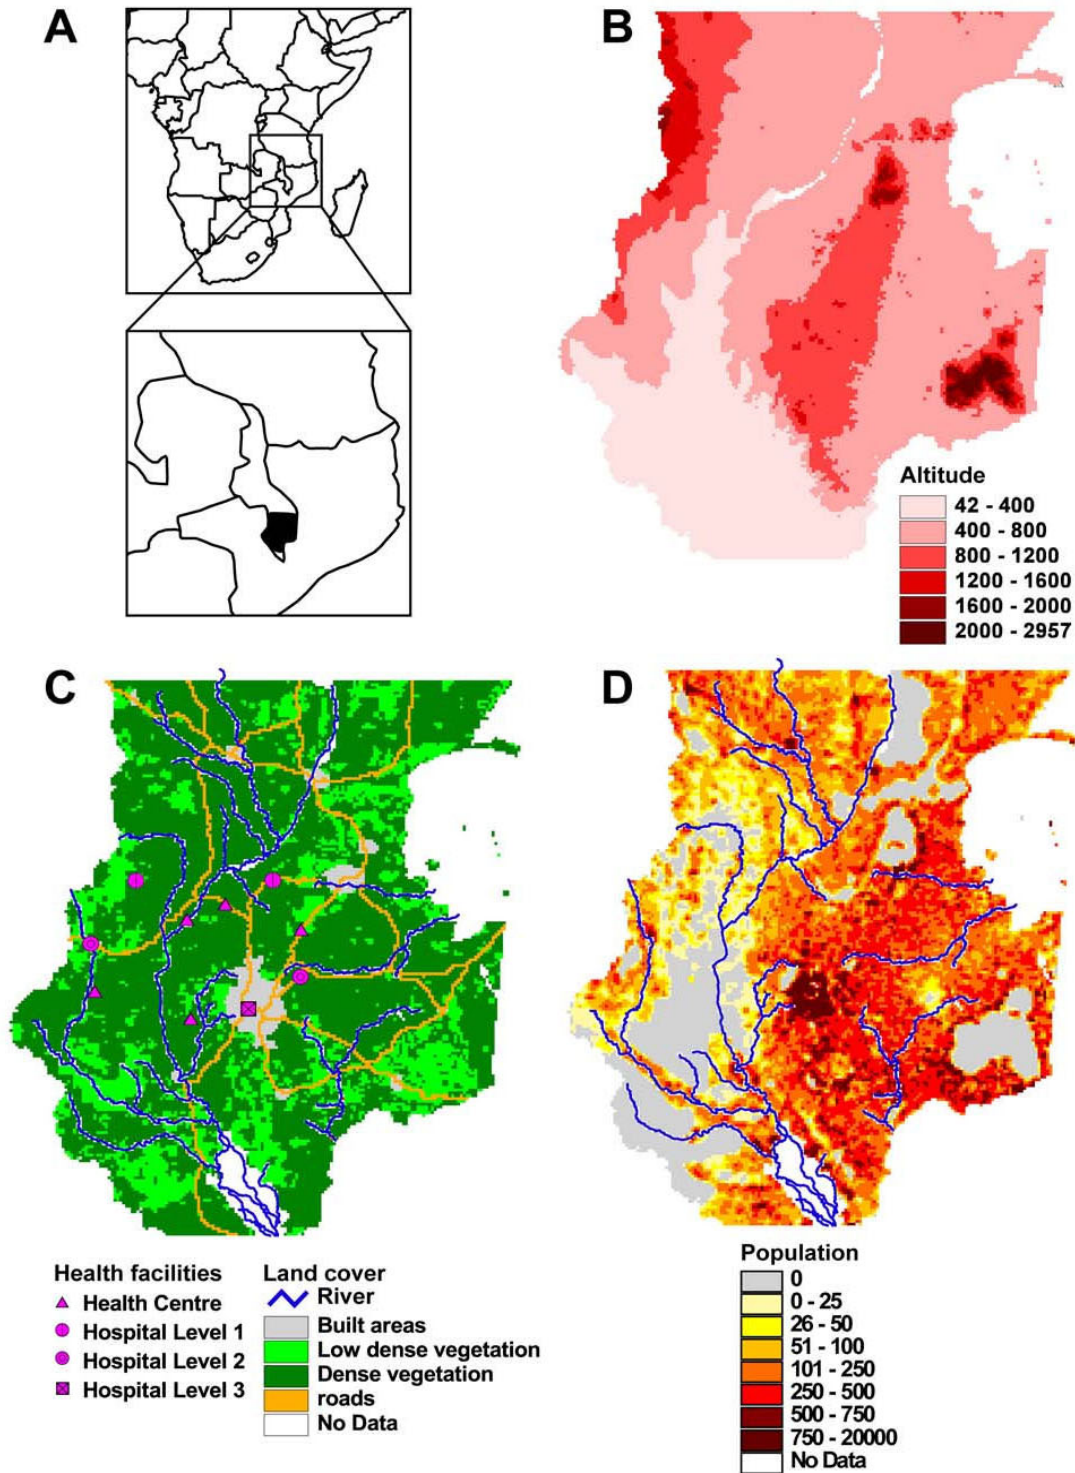 A
B
Altitude
42 - 400
400 - 800
800 - 1200
1200 - 1600
1600 - 2000
2000 - 2957
C
D
Health facilities
Health Centre
Hospital Level 1
Hospital Level 2
Hospital Level 3
Land cover
River
Built areas
Low dense vegetation
Dense vegetation
roads
No Data
Population
0
0 - 25
26 - 50
51 - 100
101 - 250
250 - 500
500 - 750
750 - 20000
No Data